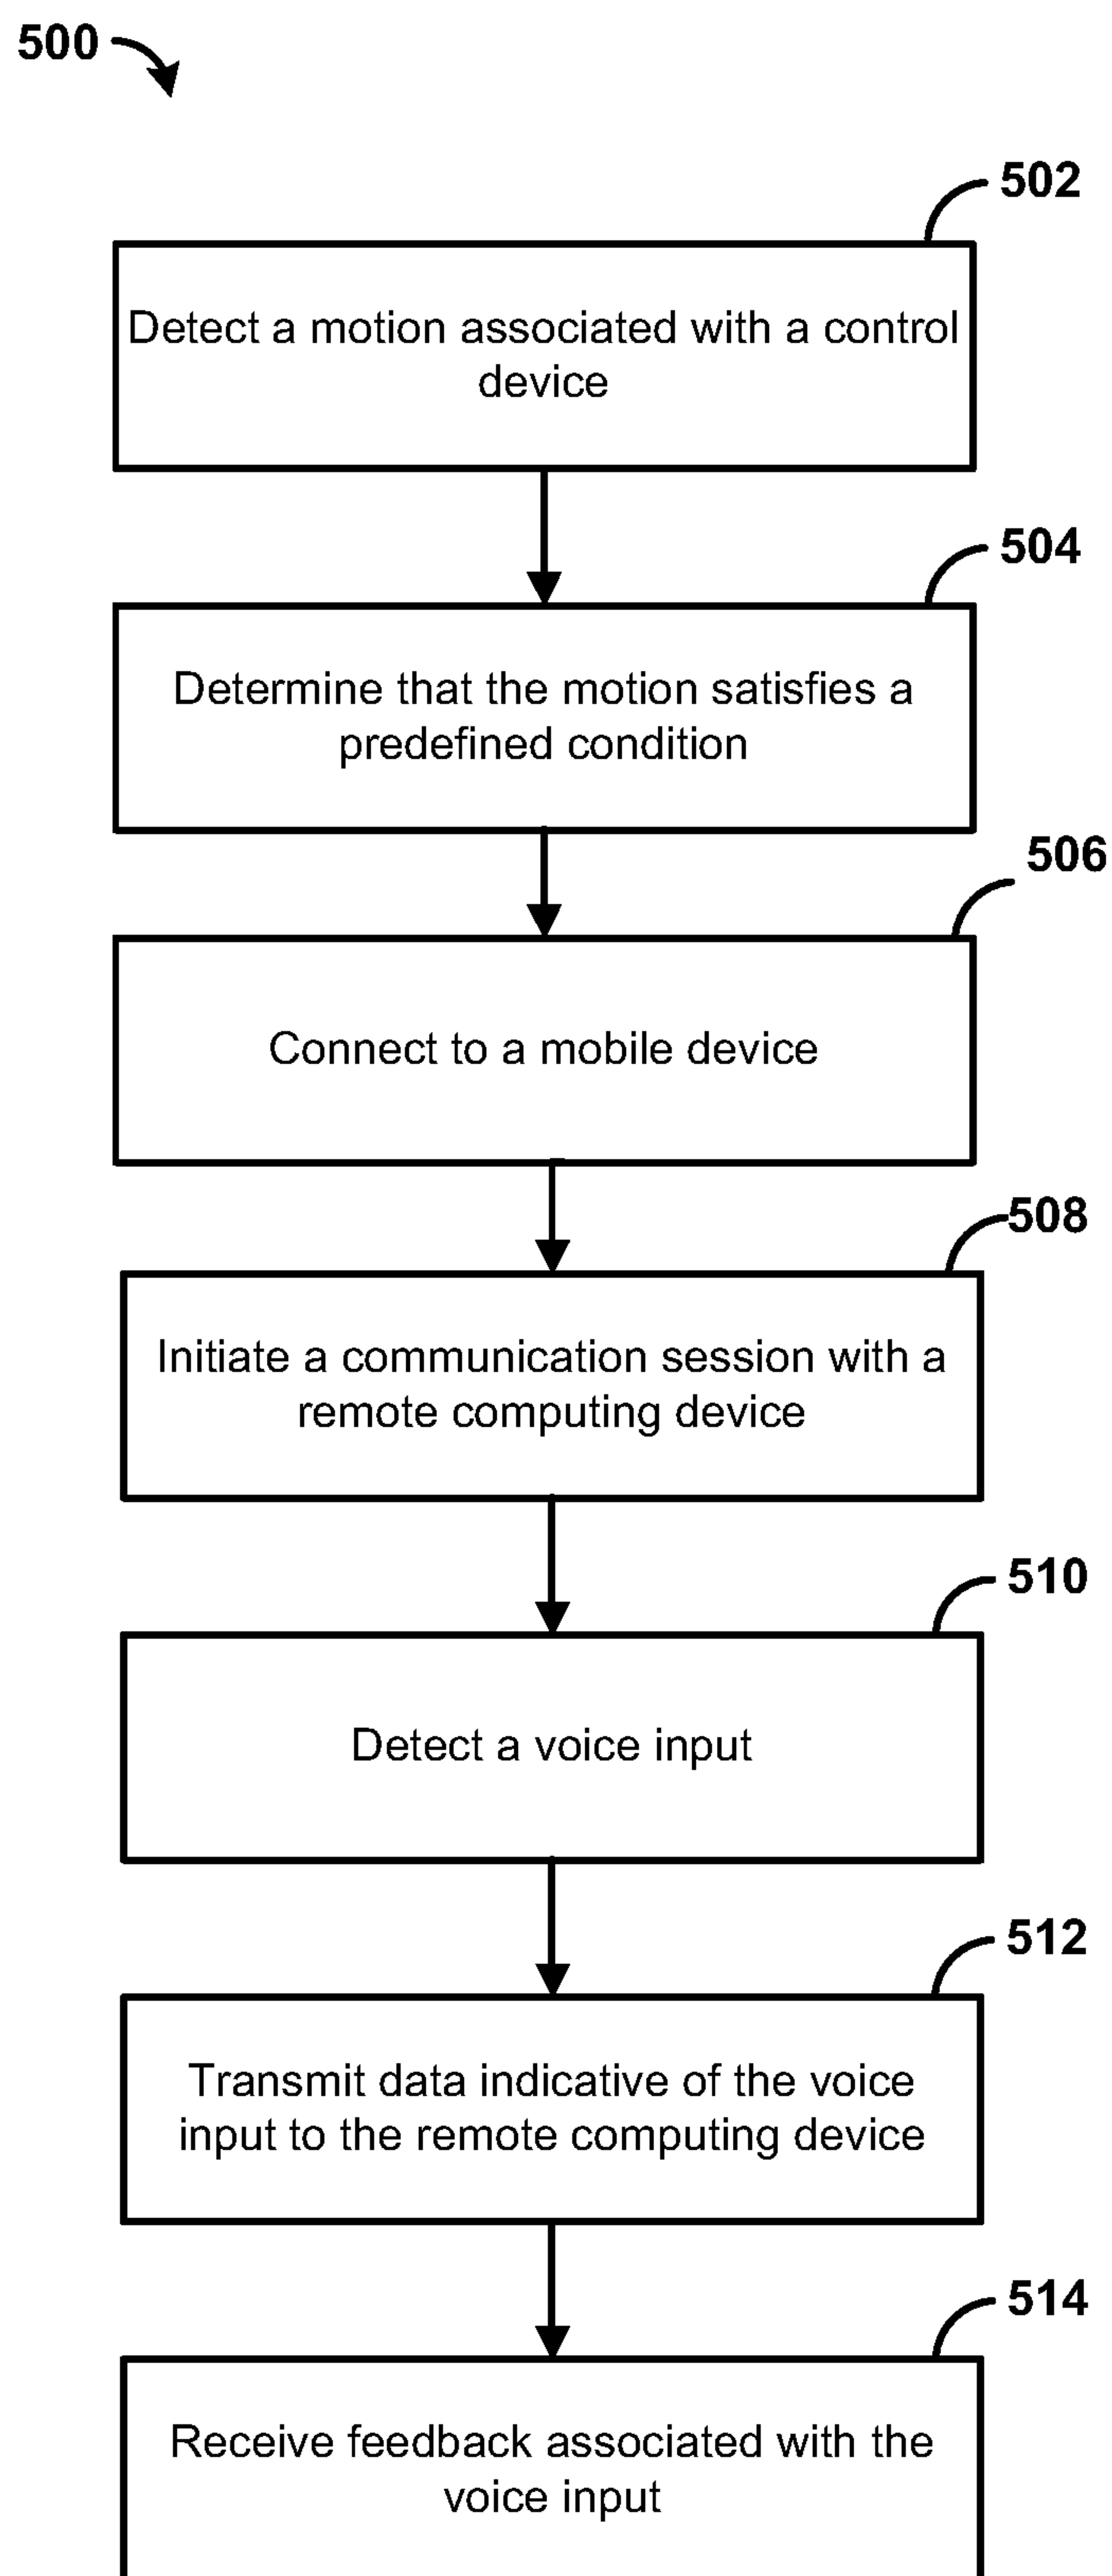 500
502
Detect a motion associated with a control
device
504
Determine that the motion satisfies a
predefined condition
506
Connect to a mobile device
508
Initiate a communication session with a
remote computing device
510
Detect a voice input
512
Transmit data indicative of the voice
input to the remote computing device
514
Receive feedback associated with the
voice input